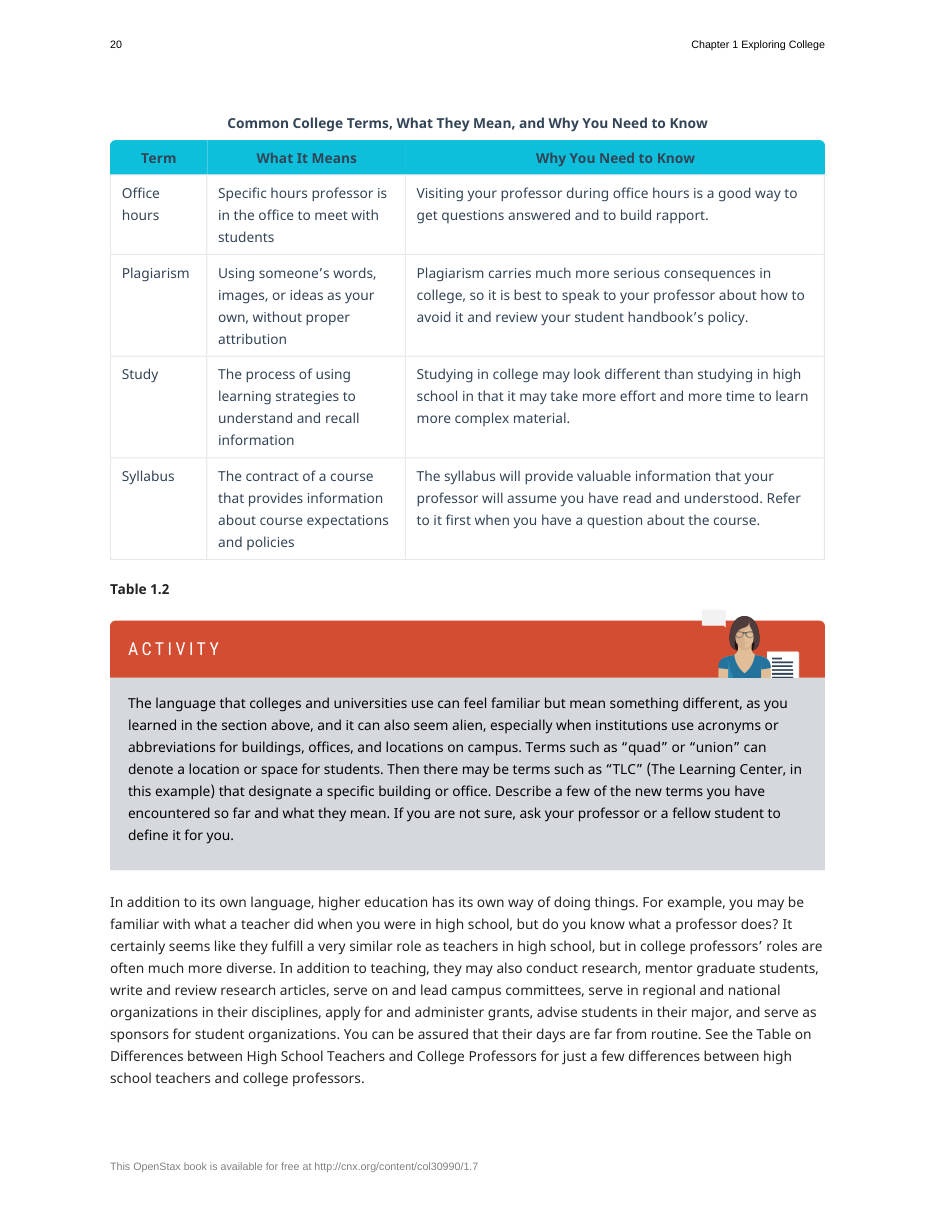 20
Chapter 1 Exploring College
Common College Terms, What They Mean, and Why You Need to Know
Term
What It Means
Why You Need to Know
Office
hours
Specific hours professor is
in the office to meet with
students
Visiting your professor during office hours is a good way to
get questions answered and to build rapport.
Plagiarism
Using someone’s words,
images, or ideas as your
own, without proper
attribution
Plagiarism carries much more serious consequences in
college, so it is best to speak to your professor about how to
avoid it and review your student handbook’s policy.
Study
The process of using
learning strategies to
understand and recall
information
Studying in college may look different than studying in high
school in that it may take more effort and more time to learn
more complex material.
Syllabus
The contract of a course
that provides information
about course expectations
and policies
The syllabus will provide valuable information that your
professor will assume you have read and understood. Refer
to it first when you have a question about the course.
Table 1.2
ACTIVITY
The language that colleges and universities use can feel familiar but mean something different, as you
learned in the section above, and it can also seem alien, especially when institutions use acronyms or
abbreviations for buildings, offices, and locations on campus. Terms such as “quad” or “union” can
denote a location or space for students. Then there may be terms such as “TLC” (The Learning Center, in
this example) that designate a specific building or office. Describe a few of the new terms you have
encountered so far and what they mean. If you are not sure, ask your professor or a fellow student to
define it for you.
In addition to its own language, higher education has its own way of doing things. For example, you may be
familiar with what a teacher did when you were in high school, but do you know what a professor does? It
certainly seems like they fulfill a very similar role as teachers in high school, but in college professors’ roles are
often much more diverse. In addition to teaching, they may also conduct research, mentor graduate students,
write and review research articles, serve on and lead campus committees, serve in regional and national
organizations in their disciplines, apply for and administer grants, advise students in their major, and serve as
sponsors for student organizations. You can be assured that their days are far from routine. See the Table on
Differences between High School Teachers and College Professors for just a few differences between high
school teachers and college professors.
This OpenStax book is available for free at http://cnx.org/content/col30990/1.7